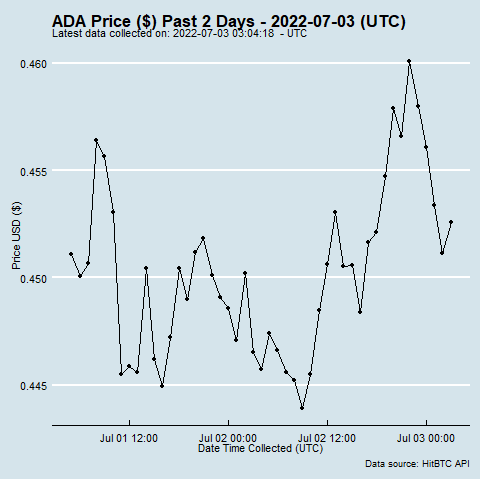 ADA Price ($) Past 2 Days - 2022-07-03 (UTC)
Latest data collected on: 2022-07-03 03:04:18  - UTC
0.460
0.455
0.450
0.445
Price USD ($)
Jul 01 12:00
Jul 02 00:00
Jul 02 12:00
Jul 03 00:00
Date Time Collected (UTC)
Data source: HitBTC API